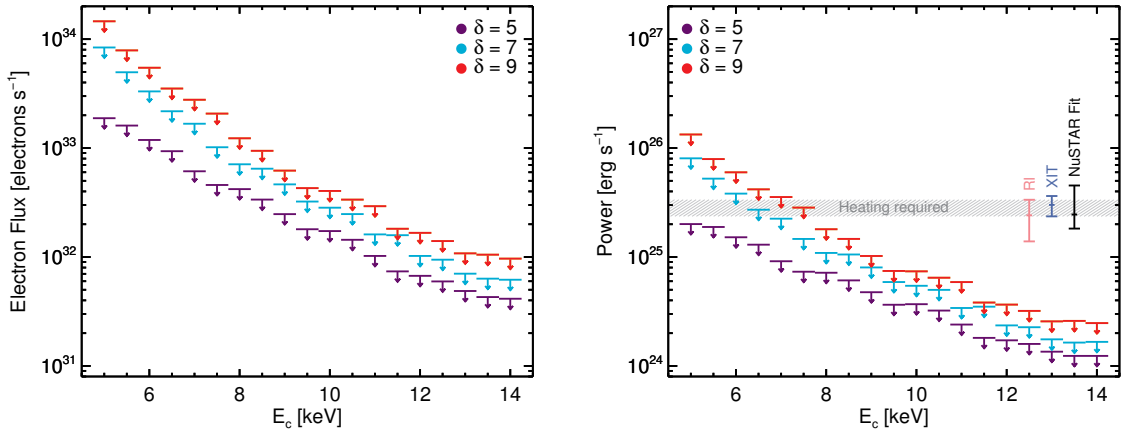 δ = 5
δ = 7
δ = 9
10^34
10^33
10^32
10^31
Electron Flux [electrons s^-1]
6 8 10 12 14
E_c [keV]
δ = 5
δ = 7
δ = 9
10^27
10^26
10^25
10^24
Power [erg s^-1]
Heating required
RI
XIT
NuSTAR Fit
6 8 10 12 14
E_c [keV]